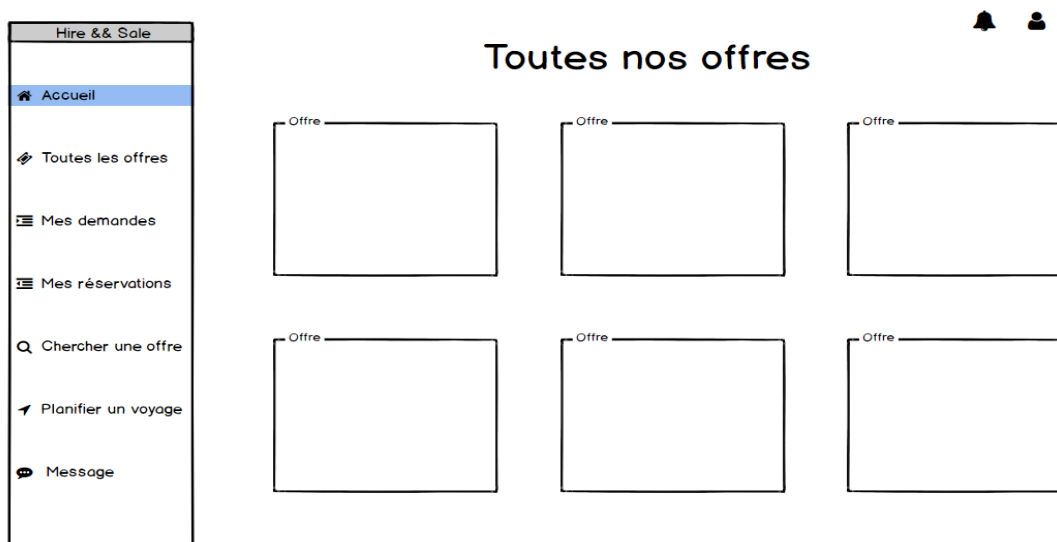 Hire && Sale
Accueil
Toutes les offres
Mes demandes
Mes réservations
Chercher une offre
Planifier un voyage
Message
Toutes nos offres
Offre
Offre
Offre
Offre
Offre
Offre